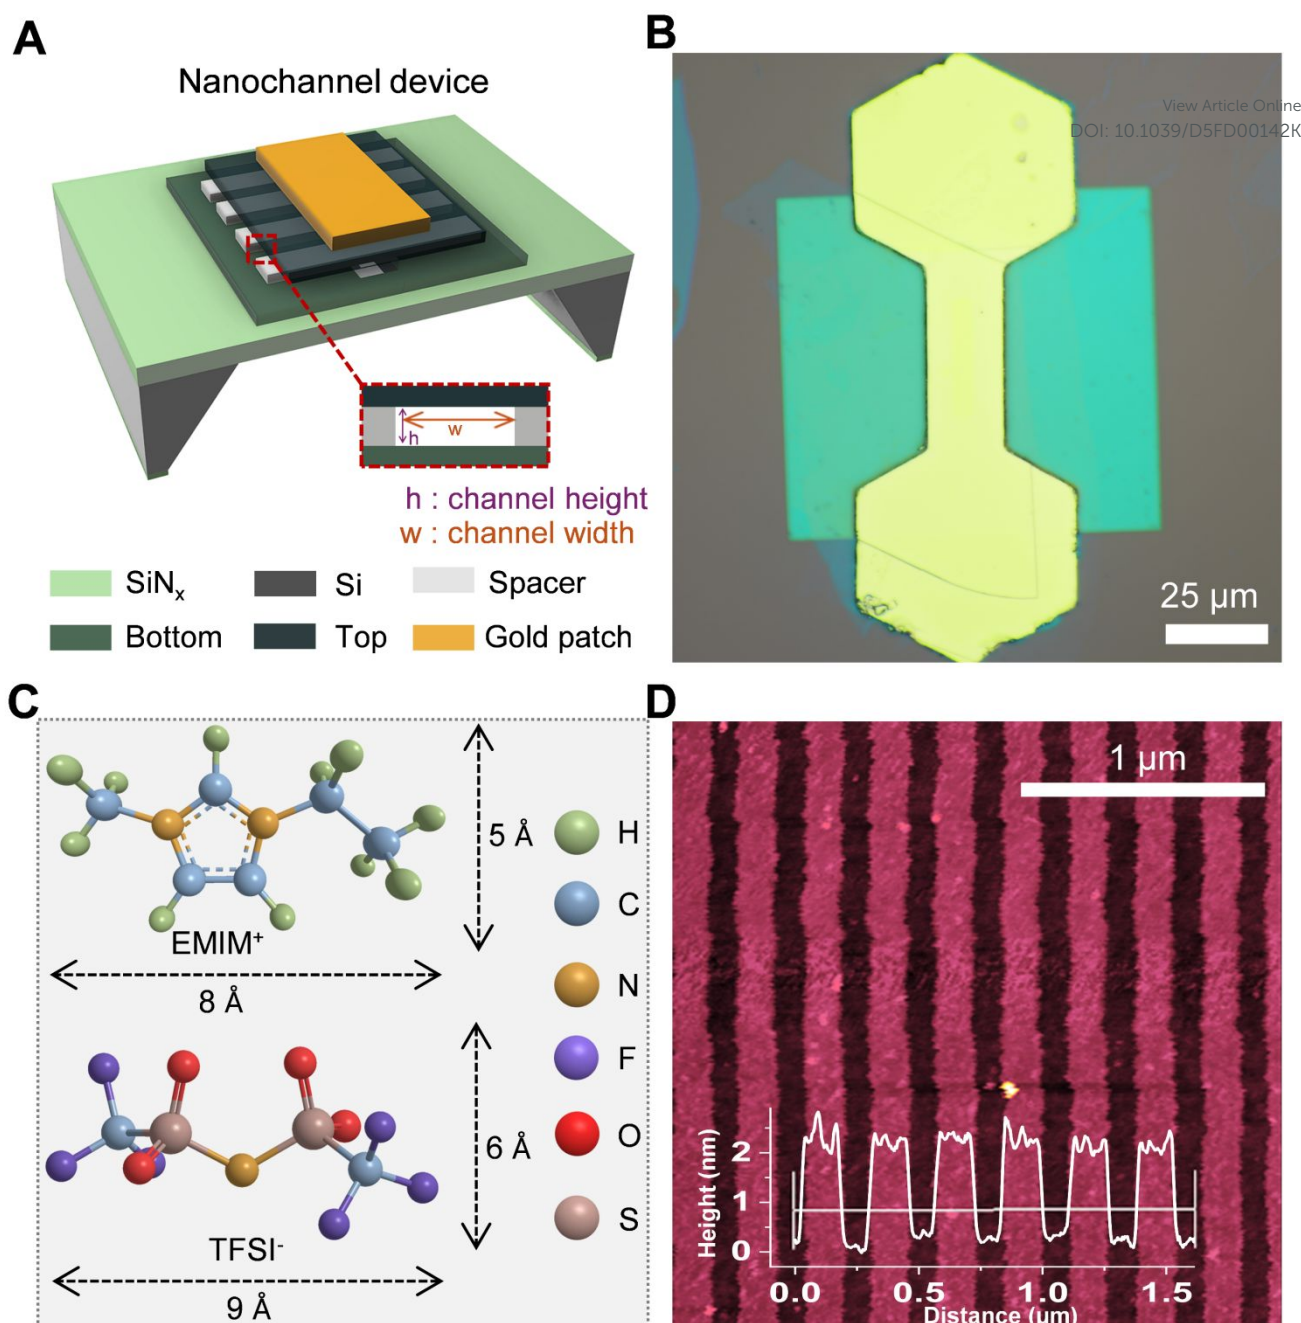 A
Nanochannel device
h
w
h : channel height
w : channel width
SiNx
Si
Spacer
Bottom
Top
Gold patch
B
View Article Online
DOI: 10.1039/D5FD00142K
25 µm
C
EMIM+
8 Å
5 Å
TFSI-
9 Å
6 Å
H
C
N
F
O
S
D
1 µm
Height (nm)
2
1
0
0.0 0.5 1.0 1.5
Distance (µm)